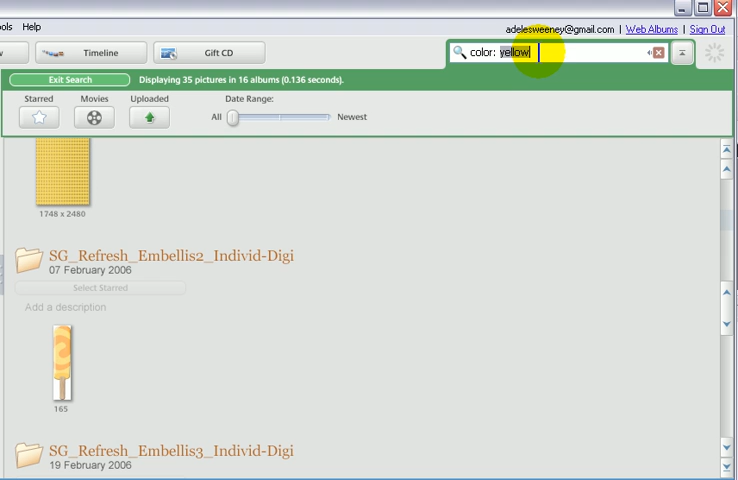 ols Help
adelesweeney@gmail.com | Web Albums | Sign Out
w Timeline Gift CD color: yellow
Exit Search Displaying 35 pictures in 16 albums (0.136 seconds).
Starred Movies Uploaded Date Range:
All Newest
1748 x 2480
SG_Refresh_Embellis2_Individ-Digi
07 February 2006
Select Starred
Add a description
165
SG_Refresh_Embellis3_Individ-Digi
19 February 2006